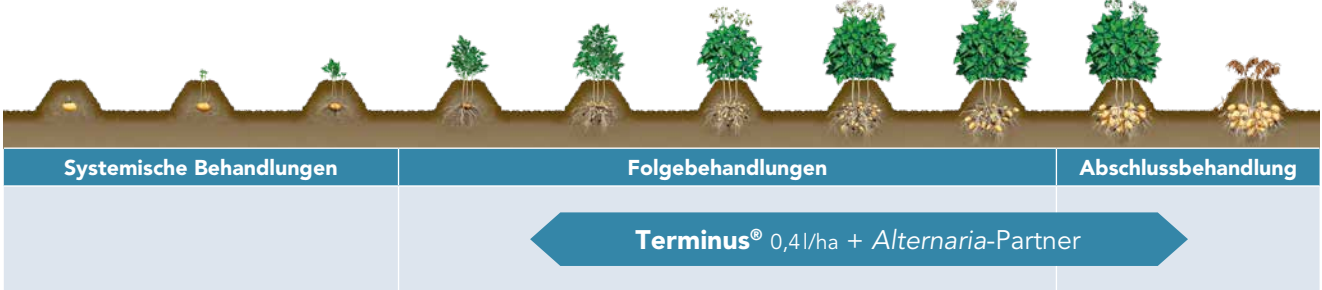 Systemische Behandlungen Folgebehandlungen Abschlussbehandlung
Terminus® 0,4 l/ha + Alternaria-Partner